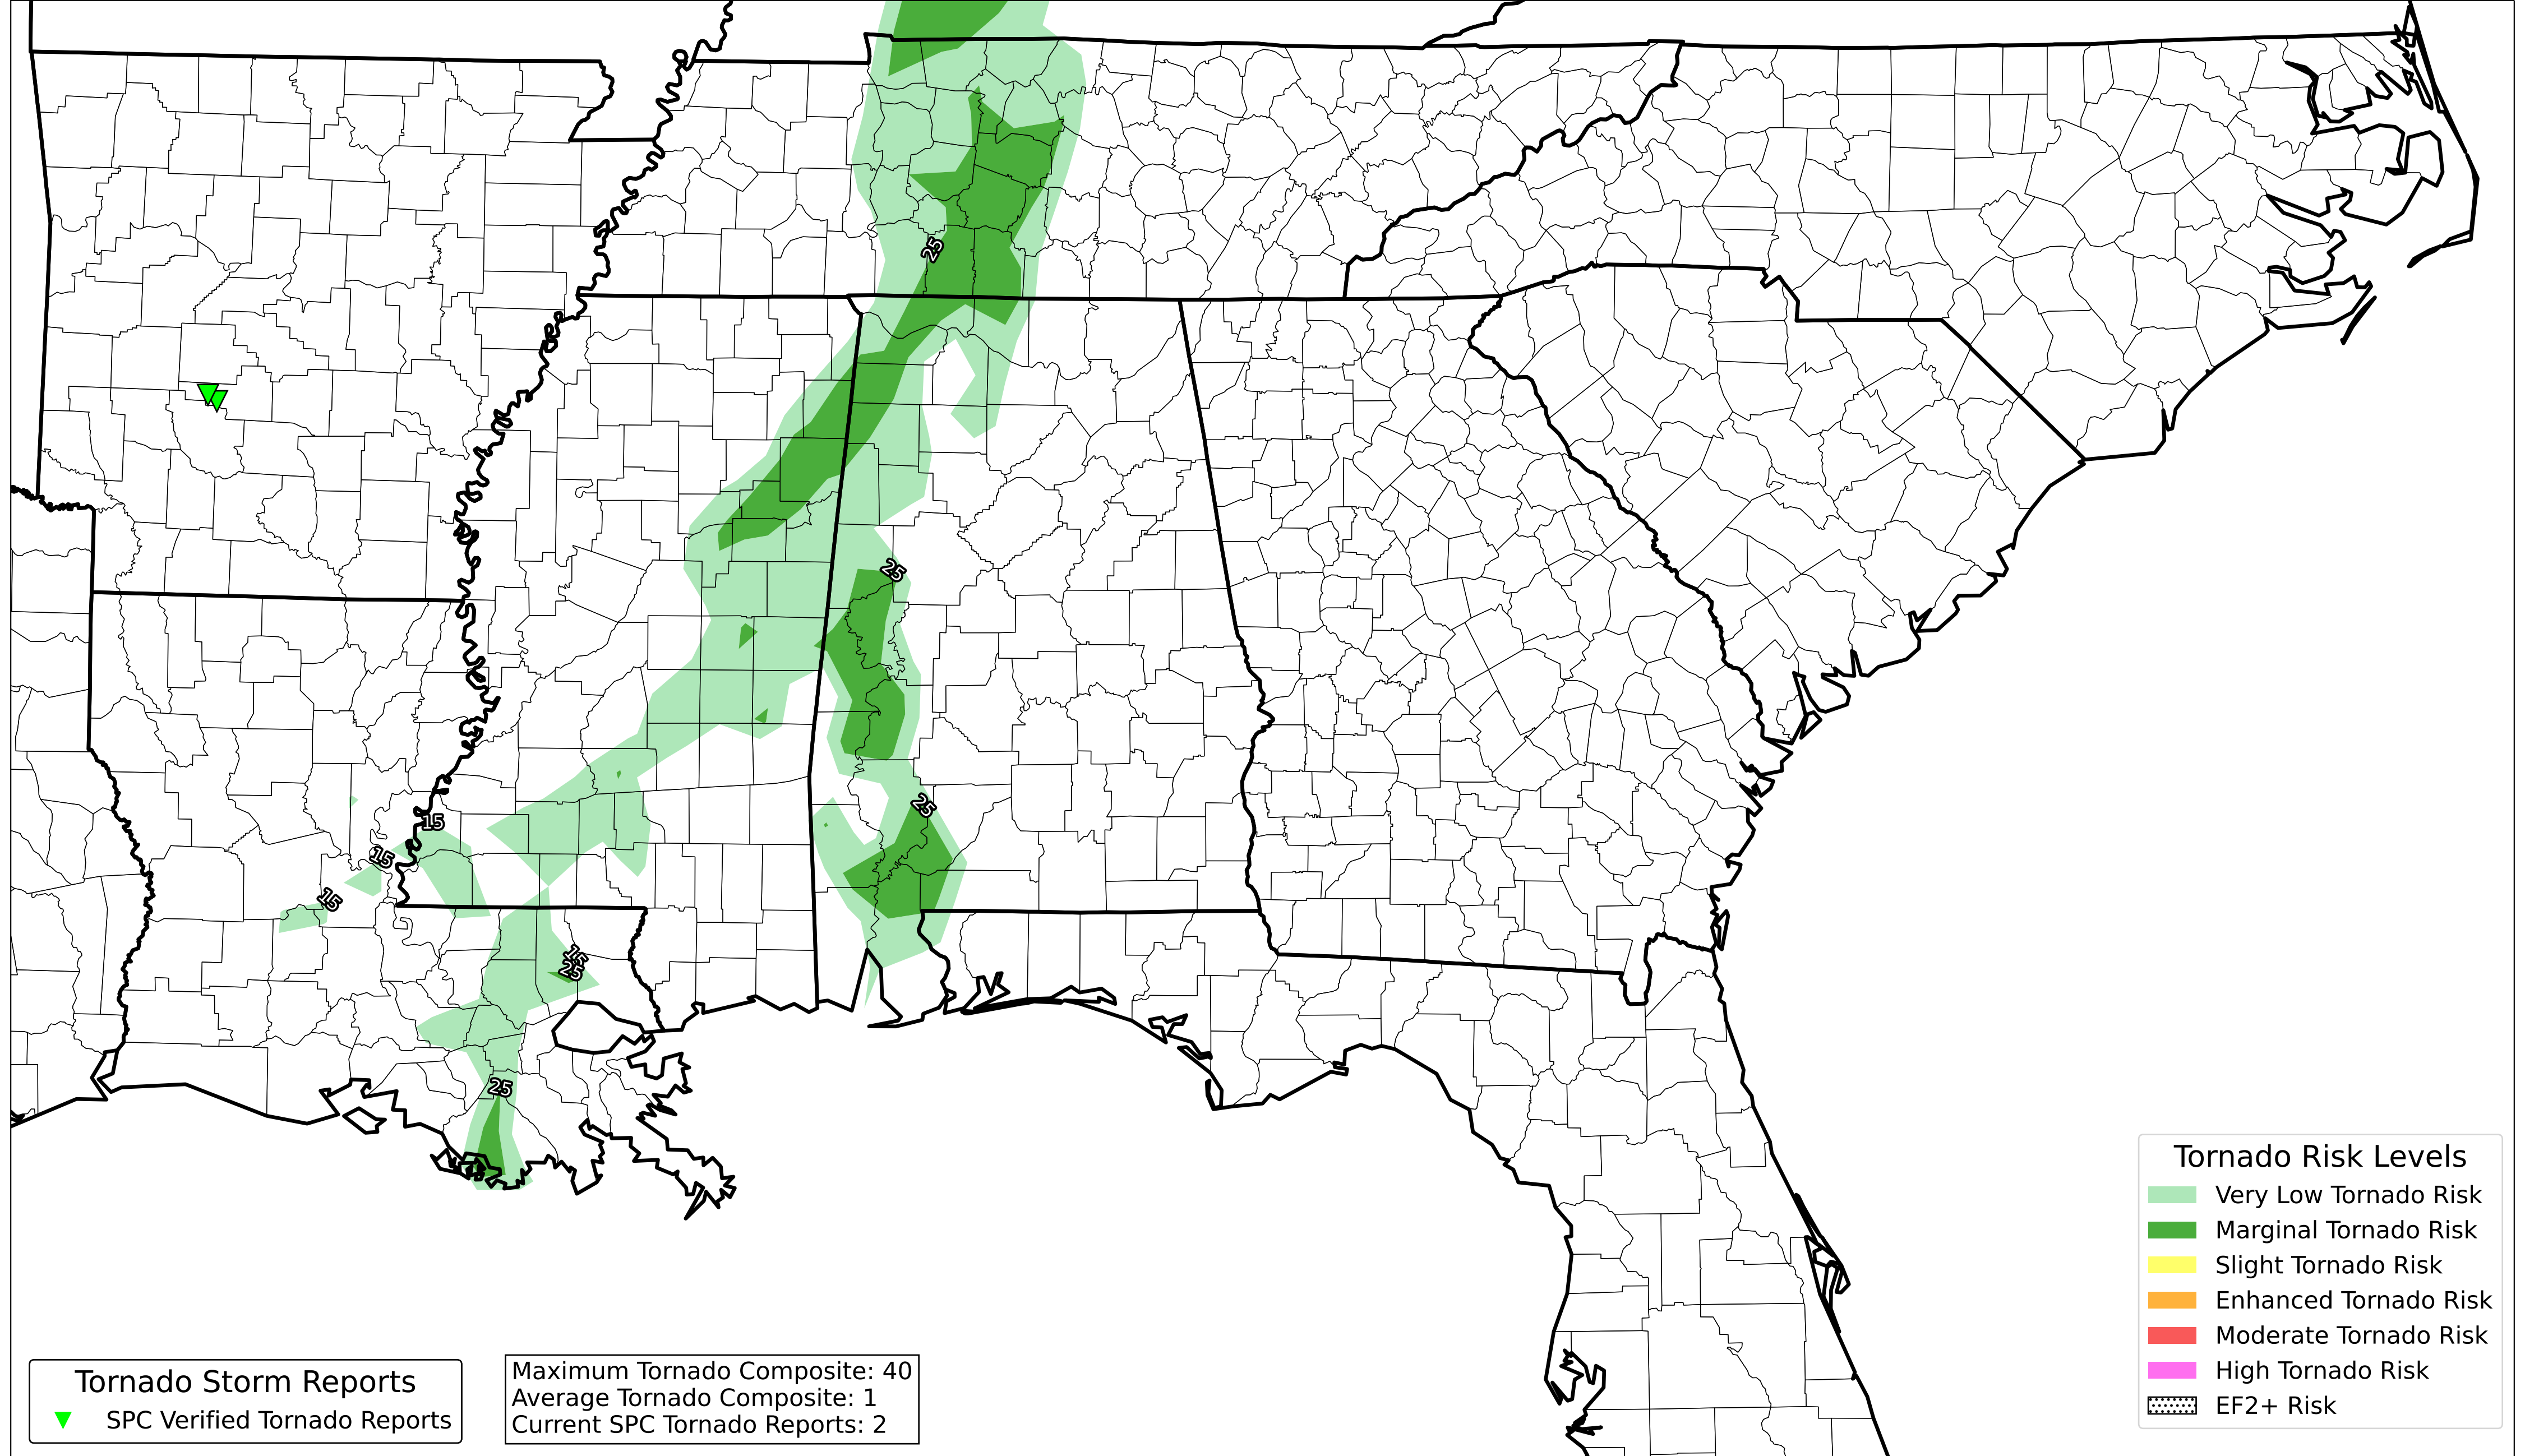 25
25
25
15
15
15
15
25
25
Tornado Risk Levels
Very Low Tornado Risk
Marginal Tornado Risk
Slight Tornado Risk
Enhanced Tornado Risk
Moderate Tornado Risk
High Tornado Risk
EF2+ Risk
Tornado Storm Reports
SPC Verified Tornado Reports
Maximum Tornado Composite: 40
Average Tornado Composite: 1
Current SPC Tornado Reports: 2